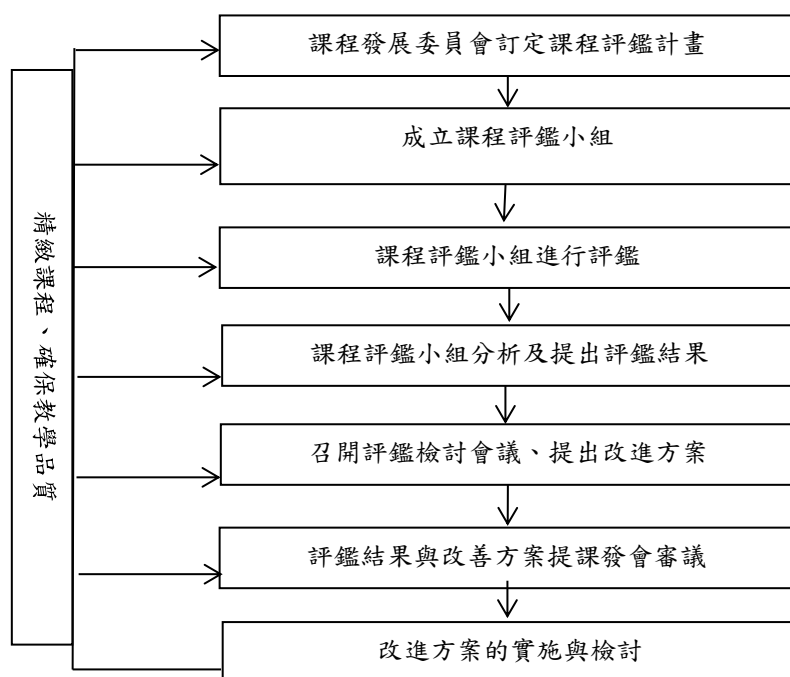 課程發展委員會訂定課程評鑑計畫
成立課程評鑑小組
課程評鑑小組進行評鑑
課程評鑑小組分析及提出評鑑結果
召開評鑑檢討會議、提出改進方案
評鑑結果與改善方案提課發會審議
改進方案的實施與檢討
精緻課程、確保教學品質